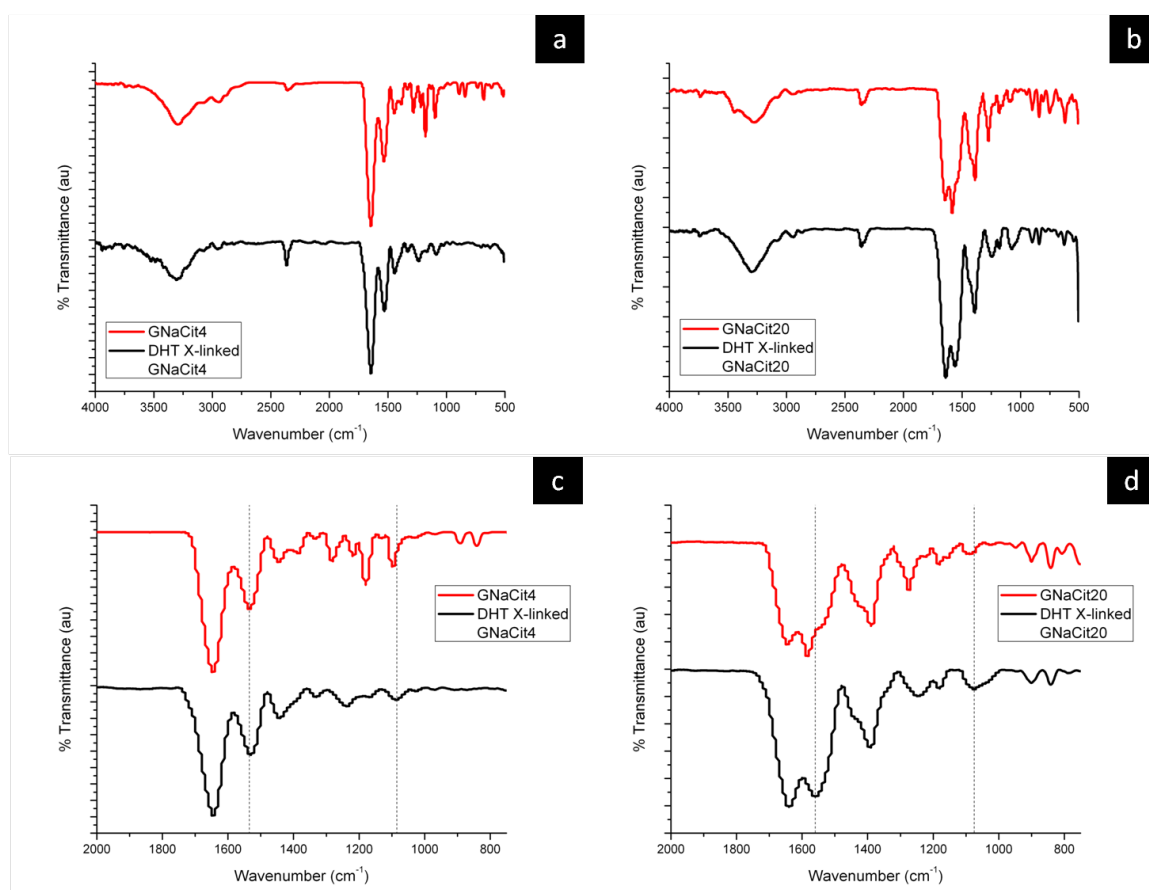 a
% Transmittance (au)
GNaCit4
DHT X-linked
GNaCit4
4000 3500 3000 2500 2000 1500 1000 500
Wavenumber (cm⁻¹)
b
% Transmittance (au)
GNaCit20
DHT X-linked
GNaCit20
4000 3500 3000 2500 2000 1500 1000 500
Wavenumber (cm⁻¹)
c
% Transmittance (au)
GNaCit4
DHT X-linked
GNaCit4
2000 1800 1600 1400 1200 1000 800
Wavenumber (cm⁻¹)
d
% Transmittance (au)
GNaCit20
DHT X-linked
GNaCit20
2000 1800 1600 1400 1200 1000 800
Wavenumber (cm⁻¹)